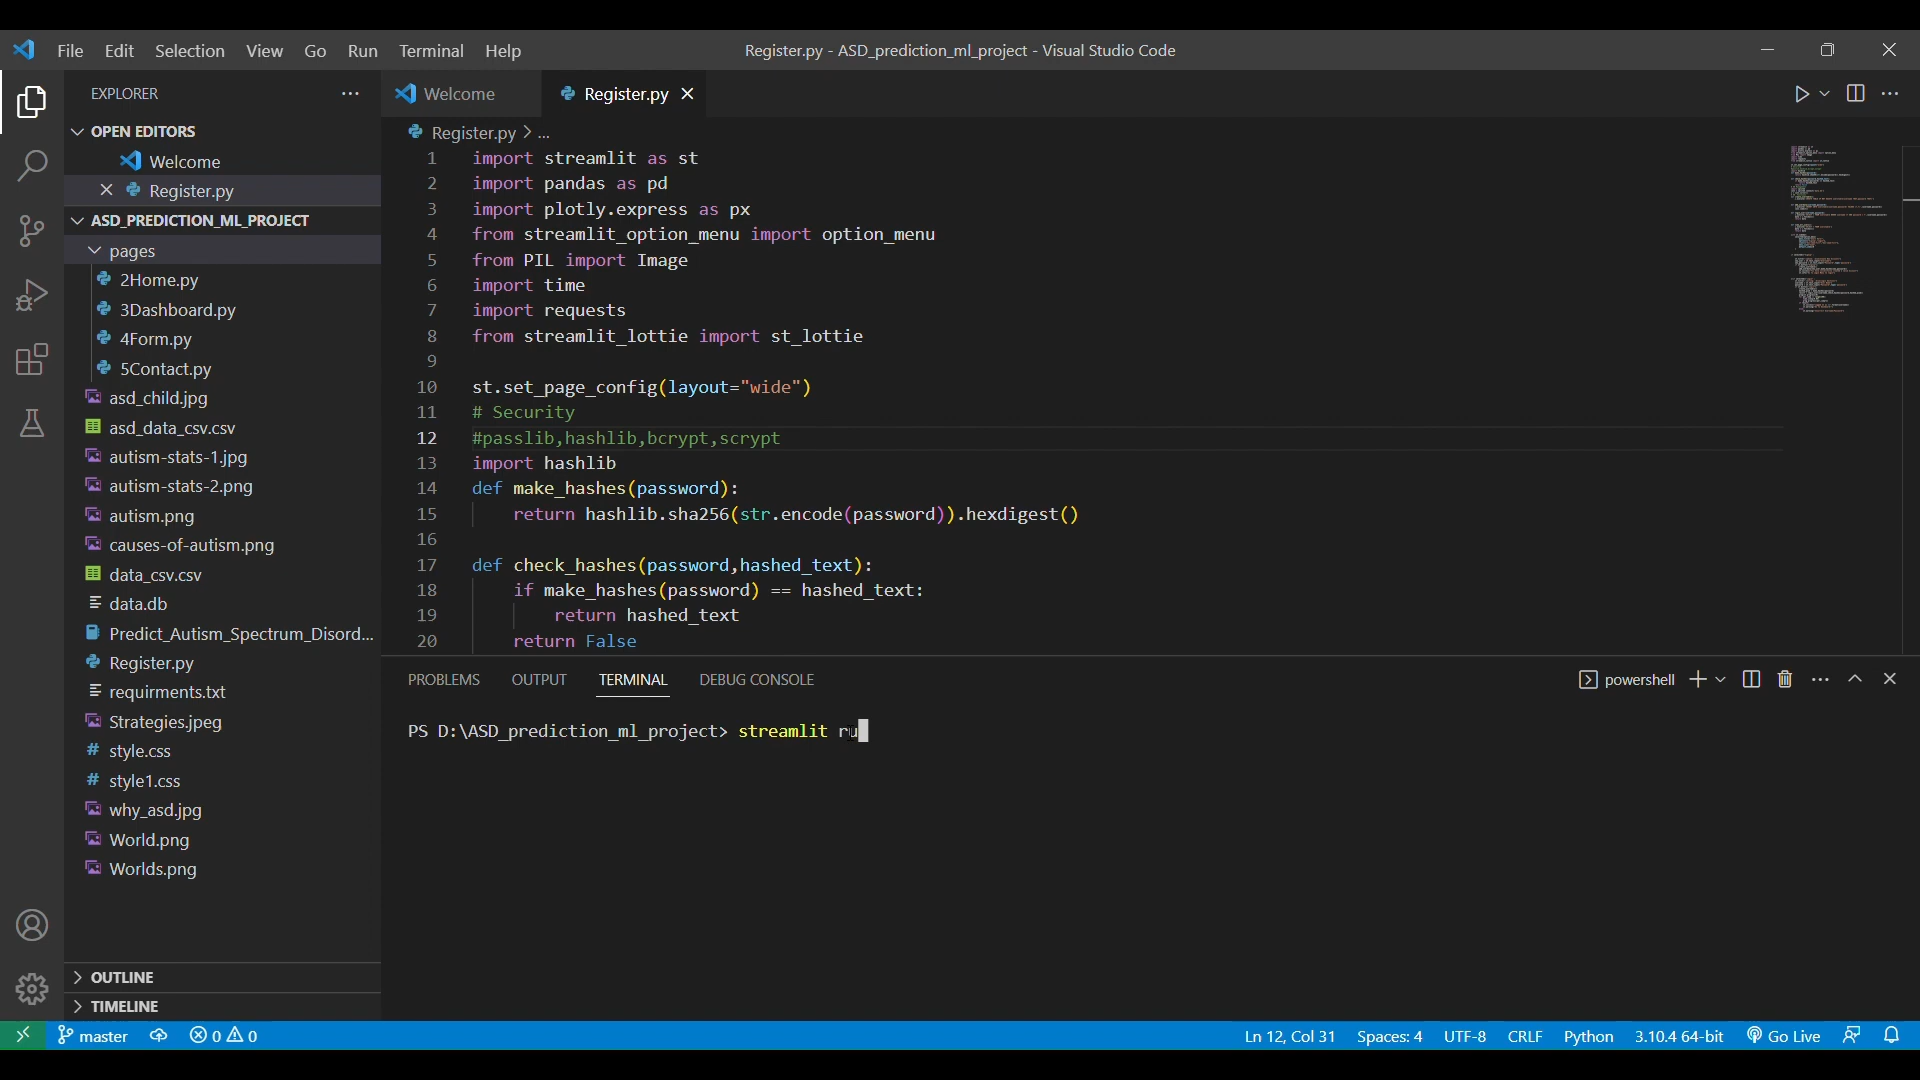 File Edit Selection View Go Run Terminal Help
Register.py - ASD_prediction_ml_project - Visual Studio Code
EXPLORER
OPEN EDITORS
Welcome
Register.py
ASD_PREDICTION_ML_PROJECT
pages
2Home.py
3Dashboard.py
4Form.py
5Contact.py
asd_child.jpg
asd_data_csv.csv
autism-stats-1.jpg
autism-stats-2.png
autism.png
causes-of-autism.png
data_csv.csv
data.db
Predict_Autism_Spectrum_Disord...
Register.py
requirments.txt
Strategies.jpeg
style.css
style1.css
why_asd.jpg
World.png
Worlds.png
OUTLINE
TIMELINE
Welcome
Register.py
Register.py > ...
1 import streamlit as st
2 import pandas as pd
3 import plotly.express as px
4 from streamlit_option_menu import option_menu
5 from PIL import Image
6 import time
7 import requests
8 from streamlit_lottie import st_lottie
9
10 st.set_page_config(layout="wide")
11 # Security
12 #passlib,hashlib,bcrypt,scrypt
13 import hashlib
14 def make_hashes(password):
15 return hashlib.sha256(str.encode(password)).hexdigest()
16
17 def check_hashes(password,hashed_text):
18 if make_hashes(password) == hashed_text:
19 return hashed_text
20 return False
PROBLEMS OUTPUT TERMINAL DEBUG CONSOLE
powershell
PS D:\ASD_prediction_ml_project> streamlit ru
master
0 0
Ln 12, Col 31 Spaces: 4 UTF-8 CRLF Python 3.10.4 64-bit Go Live